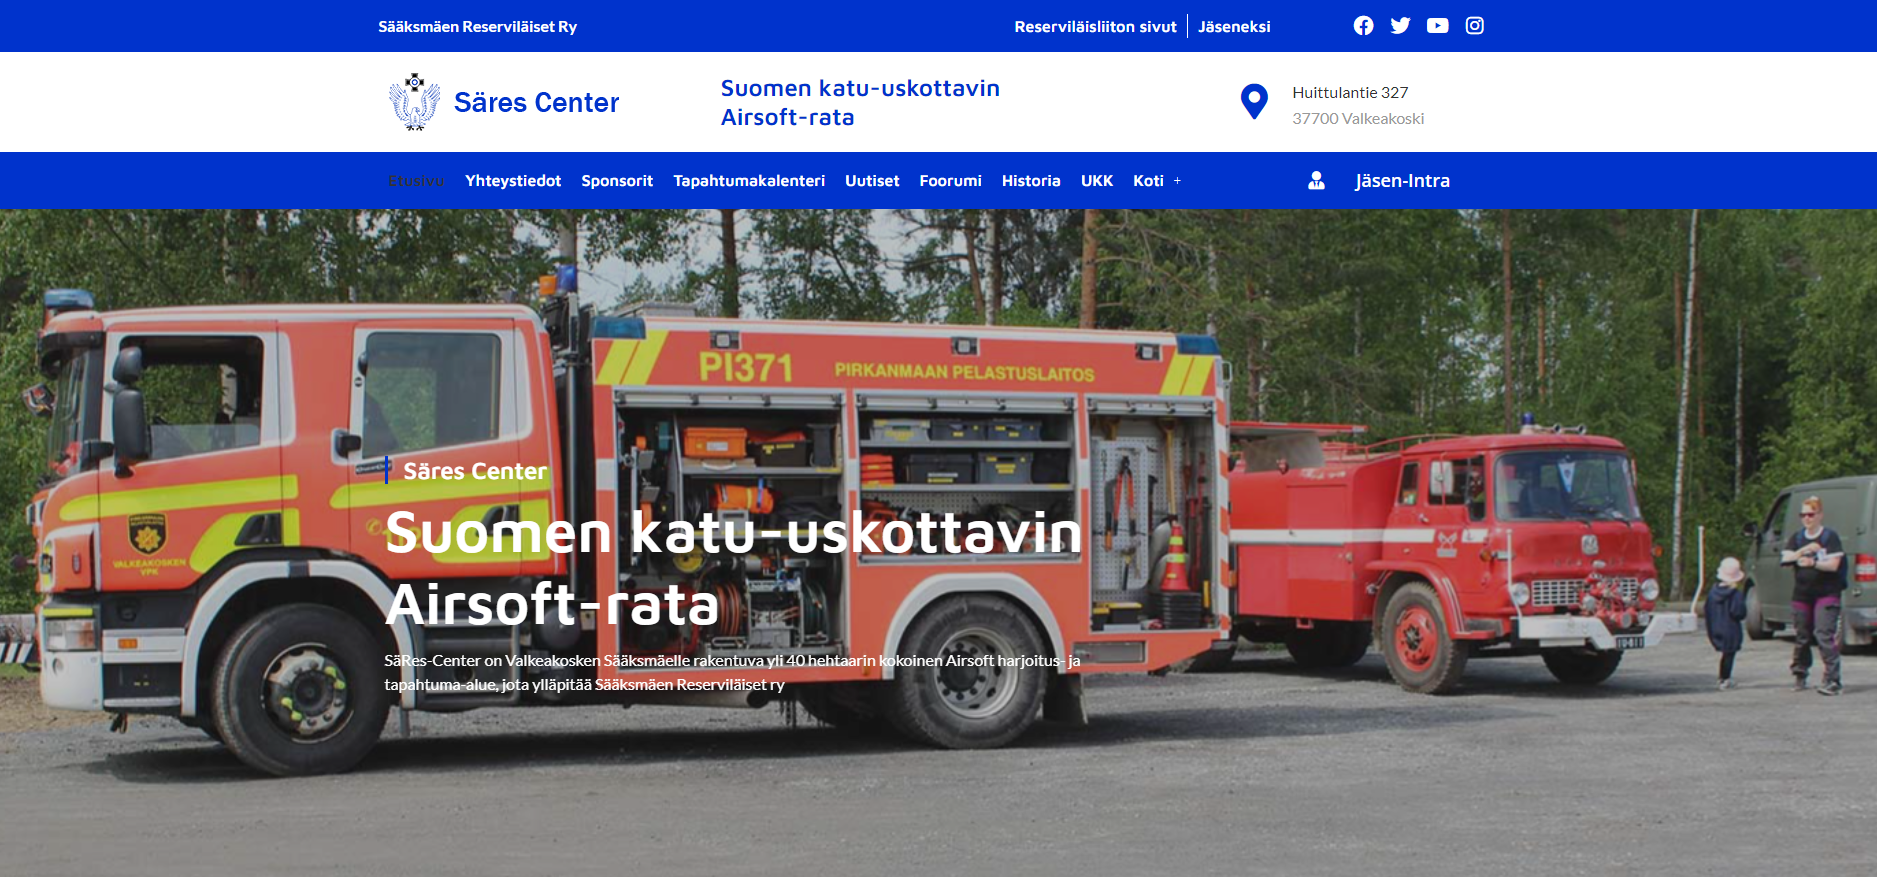 Sääksmäen Reserviläiset Ry
Reserviläisliiton sivut
Jäseneksi
Säres Center
Suomen katu-uskottavin
Airsoft-rata
Huittulantie 327
37700 Valkeakoski
Etusivu
Yhteystiedot
Sponsorit
Tapahtumakalenteri
Uutiset
Foorumi
Historia
UKK
Koti +
Jäsen-Intra
PI371
PIRKANMAAN PELASTUSLAITOS
VALKEAKOSKEN
VPK
Säres Center
Suomen katu-uskottavin
Airsoft-rata
SäRes-Center on Valkeakosken Sääksmäelle rakentuva yli 40 hehtaarin kokoinen Airsoft harjoitus- ja
tapahtuma-alue, jota ylläpitää Sääksmäen Reserviläiset ry